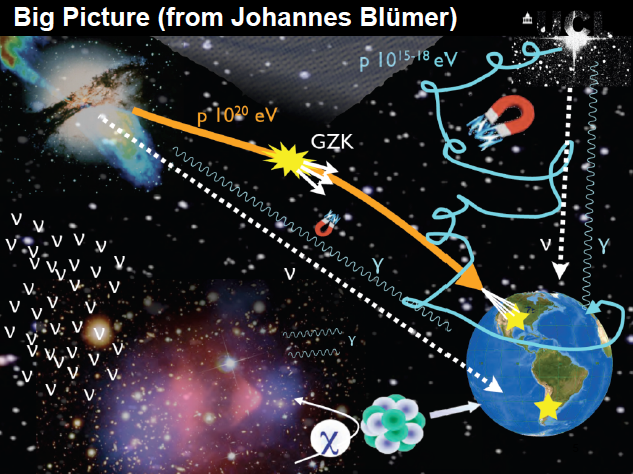 Big Picture (from Johannes Blümer)
p 10^15-18 eV
p 10^20 eV
GZK
ν
γ
γ
ν
γ
ν ν ν ν ν ν ν ν ν ν ν ν ν ν ν ν ν ν ν ν ν ν ν ν ν ν ν ν ν ν
χ